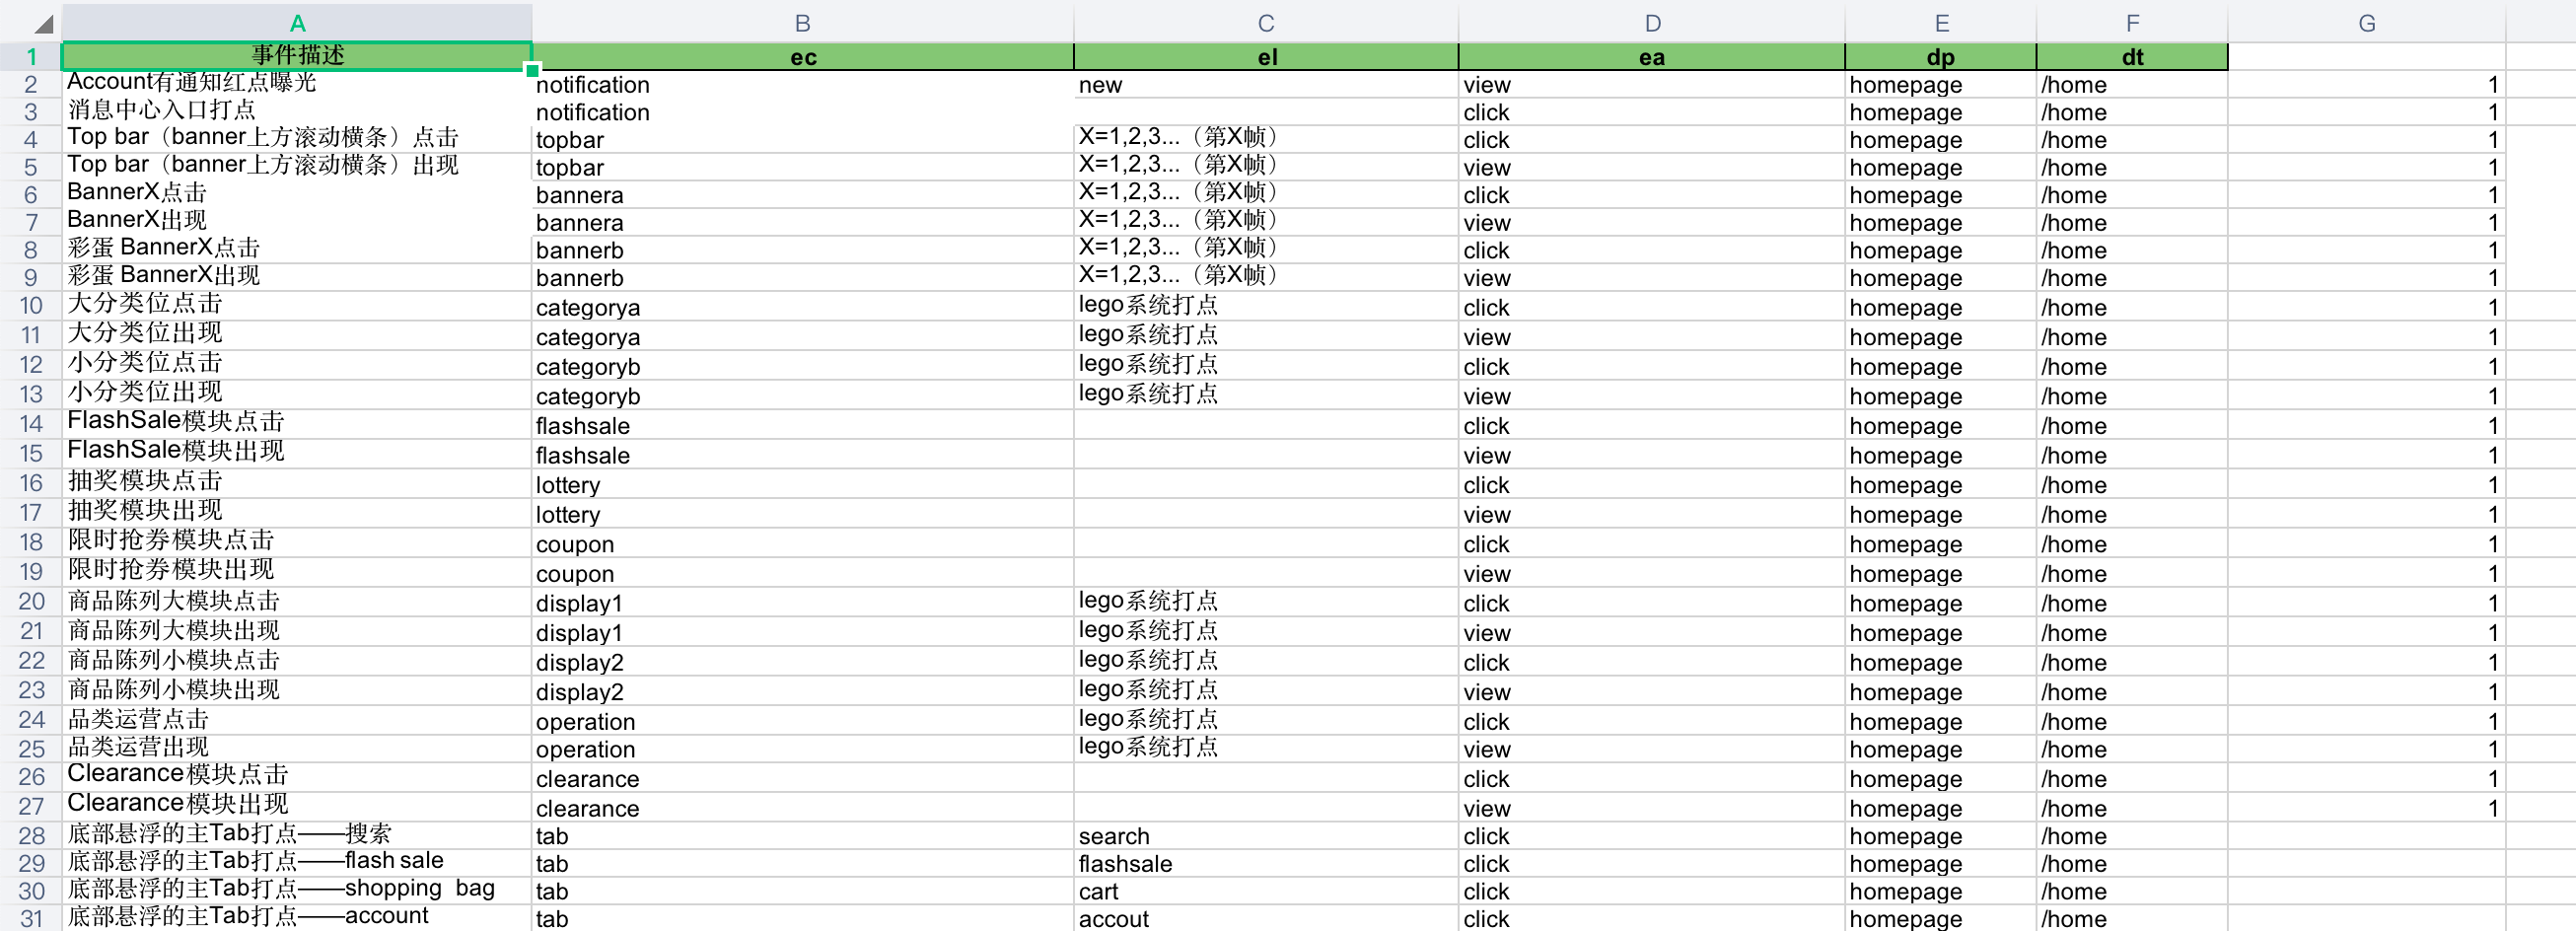 A B C D E F G
1 事件描述 ec el ea dp dt
2 Account有通知红点曝光 notification new view homepage /home 1
3 消息中心入口打点 notification click homepage /home 1
4 Top bar（banner上方滚动横条）点击 topbar X=1,2,3...（第X帧） click homepage /home 1
5 Top bar（banner上方滚动横条）出现 topbar X=1,2,3...（第X帧） view homepage /home 1
6 BannerX点击 bannera X=1,2,3...（第X帧） click homepage /home 1
7 BannerX出现 bannera X=1,2,3...（第X帧） view homepage /home 1
8 彩蛋 BannerX点击 bannerb X=1,2,3...（第X帧） click homepage /home 1
9 彩蛋 BannerX出现 bannerb X=1,2,3...（第X帧） view homepage /home 1
10 大分类位点击 categorya lego系统打点 click homepage /home 1
11 大分类位出现 categorya lego系统打点 view homepage /home 1
12 小分类位点击 categoryb lego系统打点 click homepage /home 1
13 小分类位出现 categoryb lego系统打点 view homepage /home 1
14 FlashSale模块点击 flashsale click homepage /home 1
15 FlashSale模块出现 flashsale view homepage /home 1
16 抽奖模块点击 lottery click homepage /home 1
17 抽奖模块出现 lottery view homepage /home 1
18 限时抢券模块点击 coupon click homepage /home 1
19 限时抢券模块出现 coupon view homepage /home 1
20 商品陈列大模块点击 display1 lego系统打点 click homepage /home 1
21 商品陈列大模块出现 display1 lego系统打点 view homepage /home 1
22 商品陈列小模块点击 display2 lego系统打点 click homepage /home 1
23 商品陈列小模块出现 display2 lego系统打点 view homepage /home 1
24 品类运营点击 operation lego系统打点 click homepage /home 1
25 品类运营出现 operation lego系统打点 view homepage /home 1
26 Clearance模块点击 clearance click homepage /home 1
27 Clearance模块出现 clearance view homepage /home 1
28 底部悬浮的主Tab打点——搜索 tab search click homepage /home
29 底部悬浮的主Tab打点——flash sale tab flashsale click homepage /home
30 底部悬浮的主Tab打点——shopping bag tab cart click homepage /home
31 底部悬浮的主Tab打点——account tab accout click homepage /home